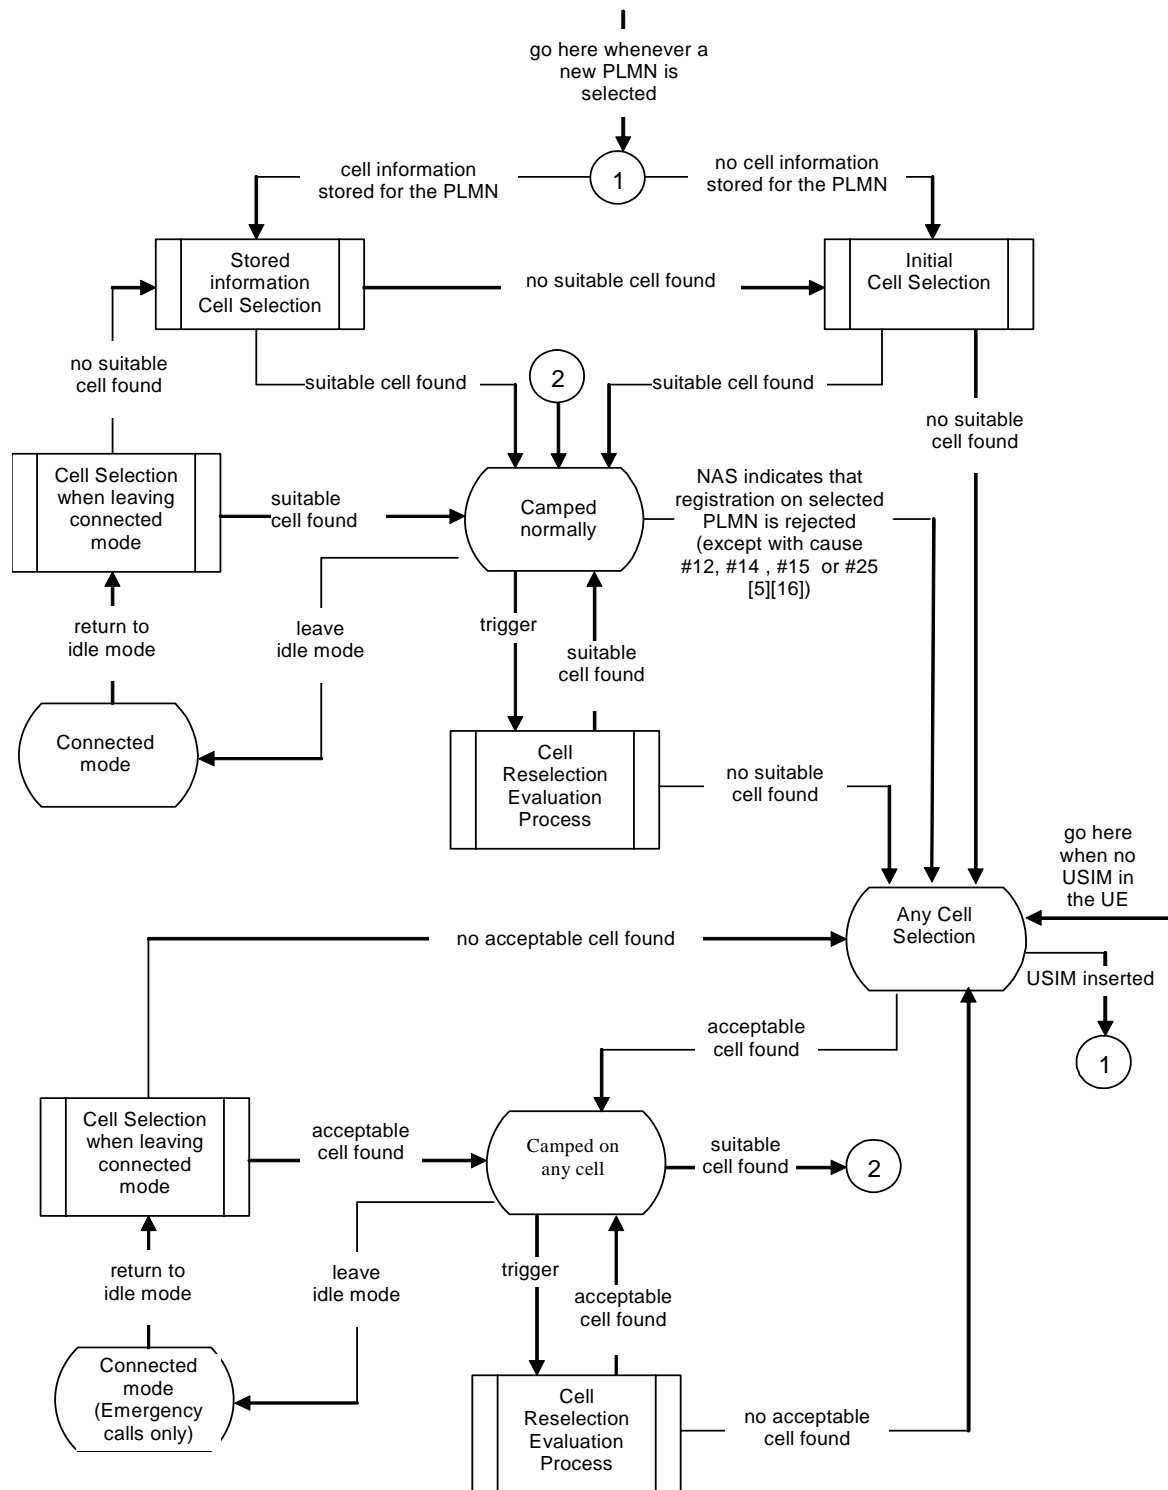 go here whenever a
new PLMN is
selected
1
cell information
stored for the PLMN
no cell information
stored for the PLMN
Stored
information
Cell Selection
no suitable cell found
Initial
Cell Selection
no suitable
cell found
suitable cell found
2
suitable cell found
no suitable
cell found
Cell Selection
when leaving
connected
mode
suitable
cell found
Camped
normally
NAS indicates that
registration on selected
PLMN is rejected
(except with cause
#12, #14 , #15 or #25
[5][16])
return to
idle mode
leave
idle mode
trigger
suitable
cell found
Connected
mode
Cell
Reselection
Evaluation
Process
no suitable
cell found
go here
when no
USIM in
the UE
Any Cell
Selection
no acceptable cell found
USIM inserted
1
acceptable
cell found
Cell Selection
when leaving
connected
mode
acceptable
cell found
Camped on
any cell
suitable
cell found
2
return to
idle mode
leave
idle mode
trigger
acceptable
cell found
Connected
mode
(Emergency
calls only)
Cell
Reselection
Evaluation
Process
no acceptable
cell found